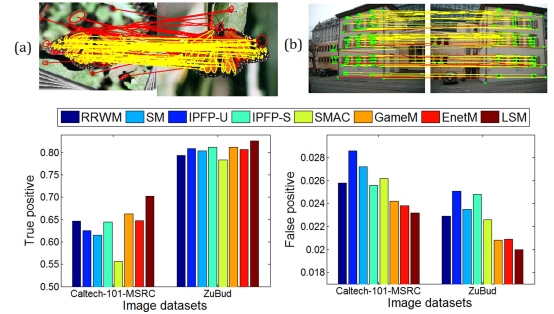 (a)
(b)
RRWM SM IPFP-U IPFP-S SMAC GameM EnetM LSM
True positive
0.80
0.75
0.70
0.65
0.60
0.55
0.50
Caltech-101-MSRC ZuBud
Image datasets
False positive
0.028
0.026
0.024
0.022
0.02
0.018
Caltech-101-MSRC ZuBud
Image datasets